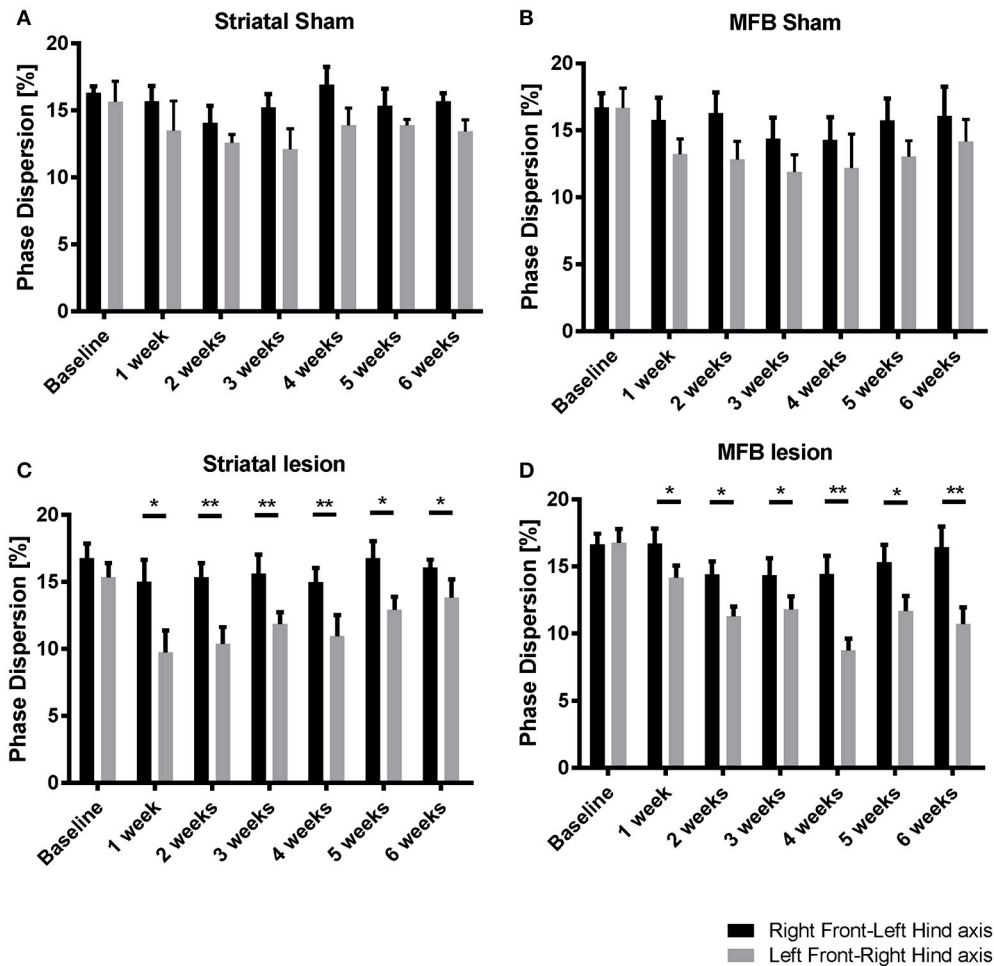 A
Striatal Sham
Phase Dispersion [%]
20
15
10
5
0
Baseline
1 week
2 weeks
3 weeks
4 weeks
5 weeks
6 weeks
B
MFB Sham
Phase Dispersion [%]
20
15
10
5
0
Baseline
1 week
2 weeks
3 weeks
4 weeks
5 weeks
6 weeks
C
Striatal lesion
* ** ** ** * *
Phase Dispersion [%]
20
15
10
5
0
Baseline
1 week
2 weeks
3 weeks
4 weeks
5 weeks
6 weeks
D
MFB lesion
* * * ** * **
Phase Dispersion [%]
20
15
10
5
0
Baseline
1 week
2 weeks
3 weeks
4 weeks
5 weeks
6 weeks
Right Front-Left Hind axis
Left Front-Right Hind axis